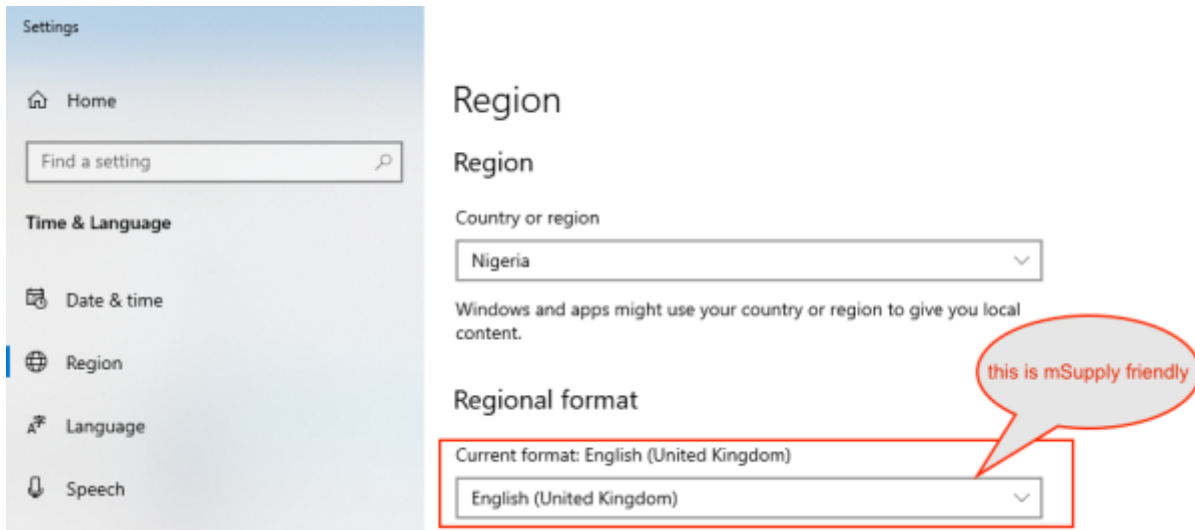 Settings
Home
Find a setting
Time & Language
Date & time
Region
Language
Speech
Region
Region
Country or region
Nigeria
Windows and apps might use your country or region to give you local
content.
this is mSupply friendly
Regional format
Current format: English (United Kingdom)
English (United Kingdom)